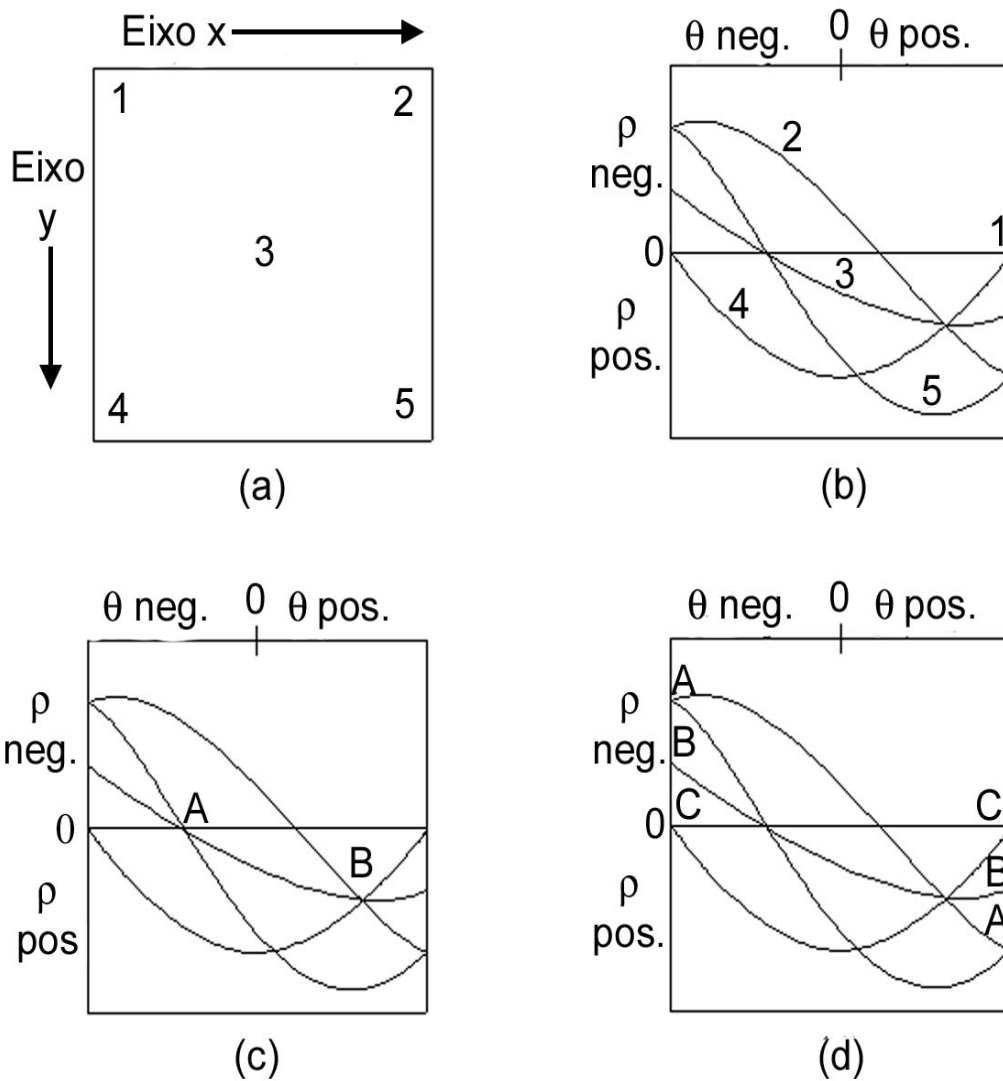 Eixo x
1
2
Eixo
y
3
4
5
(a)
θ neg. 0 θ pos.
ρ
neg.
0
ρ
pos.
2
1
3
4
5
(b)
θ neg. 0 θ pos.
ρ
neg.
0
ρ
pos
A
B
(c)
θ neg. 0 θ pos.
ρ
neg.
0
ρ
pos.
A
B
C
C
B
A
(d)